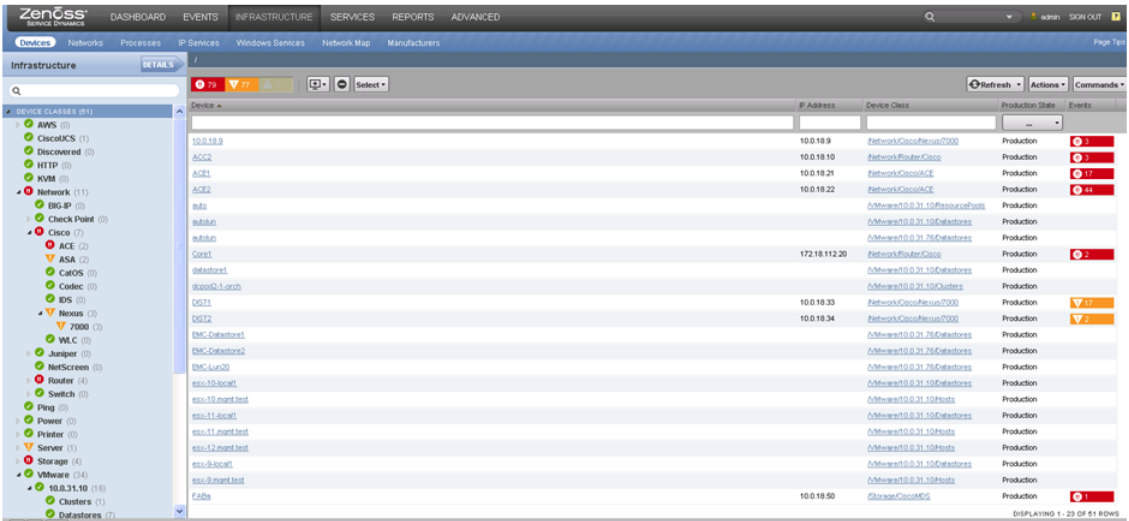 Zenoss
SERVICE DYNAMICS
DASHBOARD EVENTS INFRASTRUCTURE SERVICES REPORTS ADVANCED
admin SIGN OUT ?
Devices Networks Processes IP Services Windows Services Network Map Manufacturers Page Tips
Infrastructure DETAILS /
79 77 Select Refresh Actions Commands
Device IP Address Device Class Production State Events
...
DEVICE CLASSES (51)
AWS (0)
CiscoUCS (1)
Discovered (0)
HTTP (0)
KVM (0)
Network (11)
BIG-IP (0)
Check Point (0)
Cisco (7)
ACE (2)
ASA (2)
CatOS (0)
Codec (0)
IDS (0)
Nexus (3)
7000 (3)
WLC (0)
Juniper (0)
NetScreen (0)
Router (4)
Switch (0)
Ping (0)
Power (0)
Printer (0)
Server (1)
Storage (4)
VMware (34)
10.0.31.10 (16)
Clusters (1)
Datastores (7)
10.0.18.9 10.0.18.9 /Network/Cisco/Nexus/7000 Production 3
ACC2 10.0.18.10 /Network/Router/Cisco Production 3
ACE1 10.0.18.21 /Network/Cisco/ACE Production 17
ACE2 10.0.18.22 /Network/Cisco/ACE Production 44
auto /VMware/10.0.31.10/ResourcePools Production
autolun /VMware/10.0.31.10/Datastores Production
autolun /VMware/10.0.31.76/Datastores Production
Core1 172.18.112.20 /Network/Router/Cisco Production 2
datastore1 /VMware/10.0.31.10/Datastores Production
dcpod2-1-orch /VMware/10.0.31.10/Clusters Production
DIST1 10.0.18.33 /Network/Cisco/Nexus/7000 Production 17
DIST2 10.0.18.34 /Network/Cisco/Nexus/7000 Production 2
EMC-Datastore1 /VMware/10.0.31.76/Datastores Production
EMC-Datastore2 /VMware/10.0.31.76/Datastores Production
EMC-Lun20 /VMware/10.0.31.76/Datastores Production
esx-10-local1 /VMware/10.0.31.10/Datastores Production
esx-10.mgmt.test /VMware/10.0.31.10/Hosts Production
esx-11-local1 /VMware/10.0.31.10/Datastores Production
esx-11.mgmt.test /VMware/10.0.31.10/Hosts Production
esx-12.mgmt.test /VMware/10.0.31.10/Hosts Production
esx-9-local1 /VMware/10.0.31.10/Datastores Production
esx-9.mgmt.test /VMware/10.0.31.10/Hosts Production
FABa 10.0.18.50 /Storage/CiscoMDS Production 1
DISPLAYING 1 - 23 OF 51 ROWS